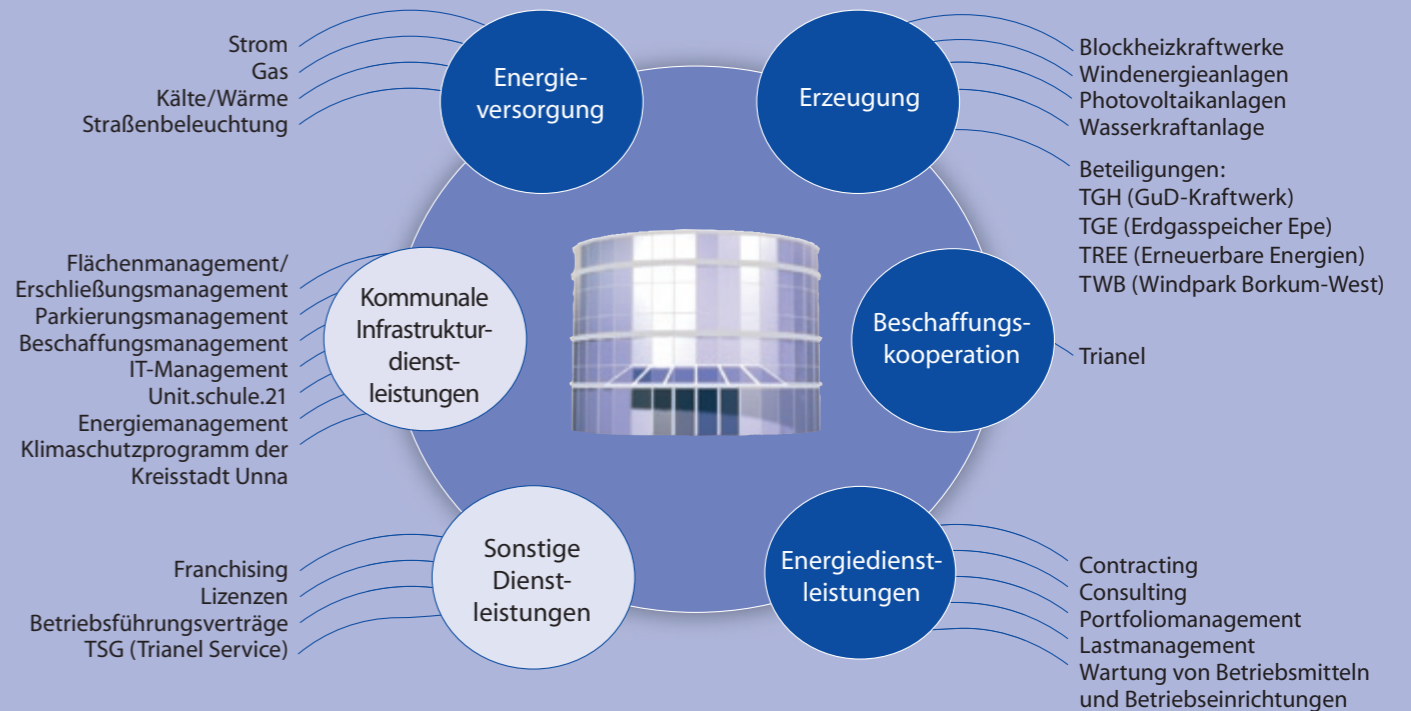 Strom
Gas
Kälte/Wärme
Straßenbeleuchtung
Energie-
versorgung
Erzeugung
Blockheizkraftwerke
Windenergieanlagen
Photovoltaikanlagen
Wasserkraftanlage
Beteiligungen:
TGH (GuD-Kraftwerk)
TGE (Erdgasspeicher Epe)
TREE (Erneuerbare Energien)
TWB (Windpark Borkum-West)
Flächenmanagement/
Erschließungsmanagement
Parkierungsmanagement
Beschaffungsmanagement
IT-Management
Unit.schule.21
Energiemanagement
Klimaschutzprogramm der
Kreisstadt Unna
Kommunale
Infrastruktur-
dienst-
leistungen
Beschaffungs-
kooperation
Trianel
Franchising
Lizenzen
Betriebsführungsverträge
TSG (Trianel Service)
Sonstige
Dienst-
leistungen
Energiedienst-
leistungen
Contracting
Consulting
Portfoliomanagement
Lastmanagement
Wartung von Betriebsmitteln
und Betriebseinrichtungen